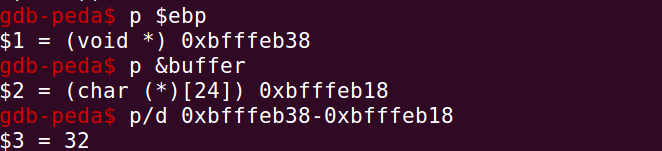 gdb-peda$ p $ebp
$1 = (void *) 0xbfffeb38
gdb-peda$ p &buffer
$2 = (char (*)[24]) 0xbfffeb18
gdb-peda$ p/d 0xbfffeb38-0xbfffeb18
$3 = 32